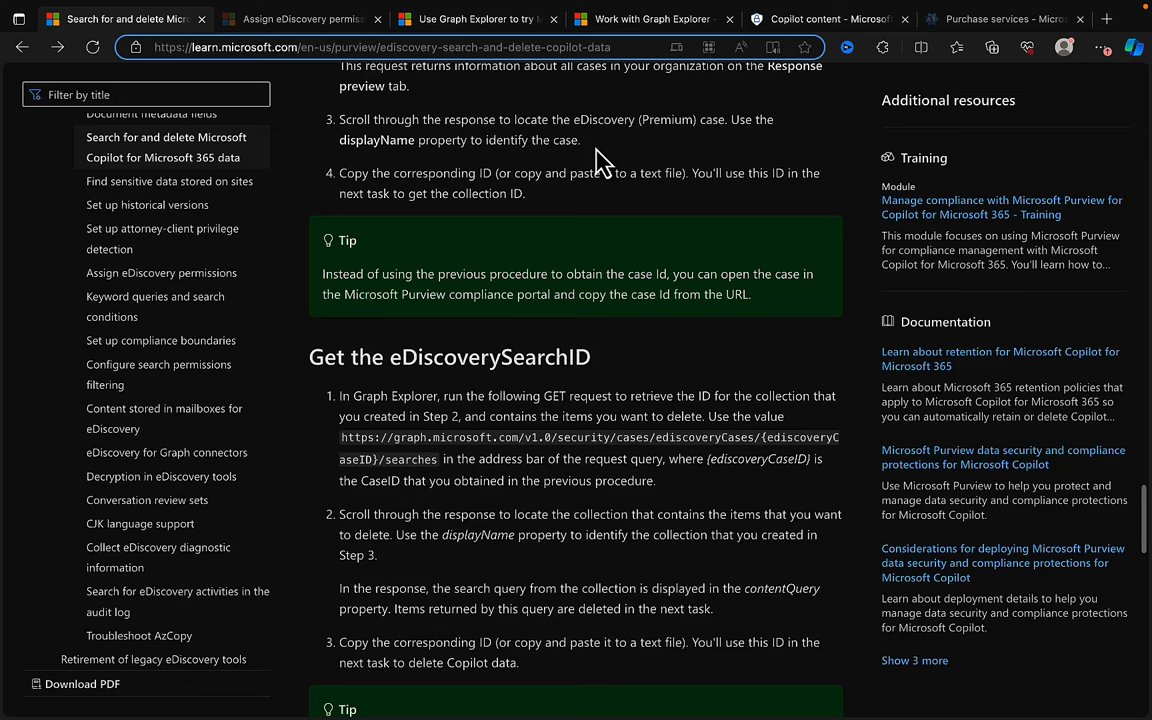 Search for and delete Micro
Assign eDiscovery permiss
Use Graph Explorer to try M
Work with Graph Explorer -
Copilot content - Microsof
Purchase services - Micros
https://learn.microsoft.com/en-us/purview/ediscovery-search-and-delete-copilot-data
Filter by title
Document metadata fields
Search for and delete Microsoft
Copilot for Microsoft 365 data
Find sensitive data stored on sites
Set up historical versions
Set up attorney-client privilege
detection
Assign eDiscovery permissions
Keyword queries and search
conditions
Set up compliance boundaries
Configure search permissions
filtering
Content stored in mailboxes for
eDiscovery
eDiscovery for Graph connectors
Decryption in eDiscovery tools
Conversation review sets
CJK language support
Collect eDiscovery diagnostic
information
Search for eDiscovery activities in the
audit log
Troubleshoot AzCopy
Retirement of legacy eDiscovery tools
Download PDF
This request returns information about all cases in your organization on the Response
preview tab.
3. Scroll through the response to locate the eDiscovery (Premium) case. Use the
displayName property to identify the case.
4. Copy the corresponding ID (or copy and paste it to a text file). You'll use this ID in the
next task to get the collection ID.
Tip
Instead of using the previous procedure to obtain the case Id, you can open the case in
the Microsoft Purview compliance portal and copy the case Id from the URL.
Get the eDiscoverySearchID
1. In Graph Explorer, run the following GET request to retrieve the ID for the collection that
you created in Step 2, and contains the items you want to delete. Use the value
https://graph.microsoft.com/v1.0/security/cases/ediscoveryCases/{ediscoveryC
aseID}/searches in the address bar of the request query, where {ediscoveryCaseID} is
the CaseID that you obtained in the previous procedure.
2. Scroll through the response to locate the collection that contains the items that you want
to delete. Use the displayName property to identify the collection that you created in
Step 3.
In the response, the search query from the collection is displayed in the contentQuery
property. Items returned by this query are deleted in the next task.
3. Copy the corresponding ID (or copy and paste it to a text file). You'll use this ID in the
next task to delete Copilot data.
Tip
Additional resources
Training
Module
Manage compliance with Microsoft Purview for
Copilot for Microsoft 365 - Training
This module focuses on using Microsoft Purview
for compliance management with Microsoft
Copilot for Microsoft 365. You'll learn how to...
Documentation
Learn about retention for Microsoft Copilot for
Microsoft 365
Learn about Microsoft 365 retention policies that
apply to Microsoft Copilot for Microsoft 365 so
you can automatically retain or delete Copilot...
Microsoft Purview data security and compliance
protections for Microsoft Copilot
Use Microsoft Purview to help you protect and
manage data security and compliance protections
for Microsoft Copilot.
Considerations for deploying Microsoft Purview
data security and compliance protections for
Microsoft Copilot
Learn about deployment details to help you
manage data security and compliance protections
for Microsoft Copilot.
Show 3 more